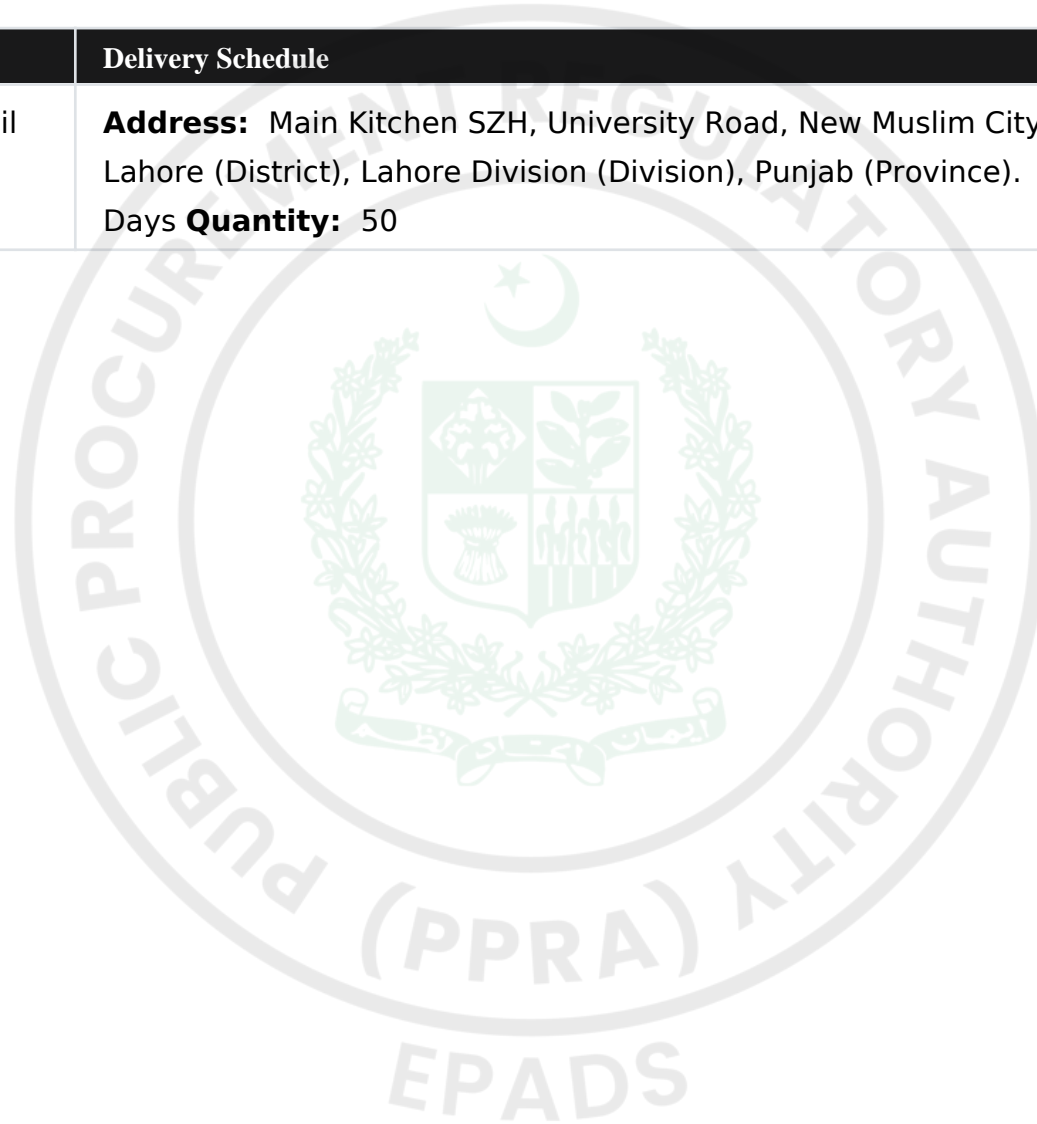 Delivery Schedule
il
Address: Main Kitchen SZH, University Road, New Muslim City
Lahore (District), Lahore Division (Division), Punjab (Province).
Days Quantity: 50
PUBLIC PROCUREMENT REGULATORY AUTHORITY
(PPRA)
EPADS